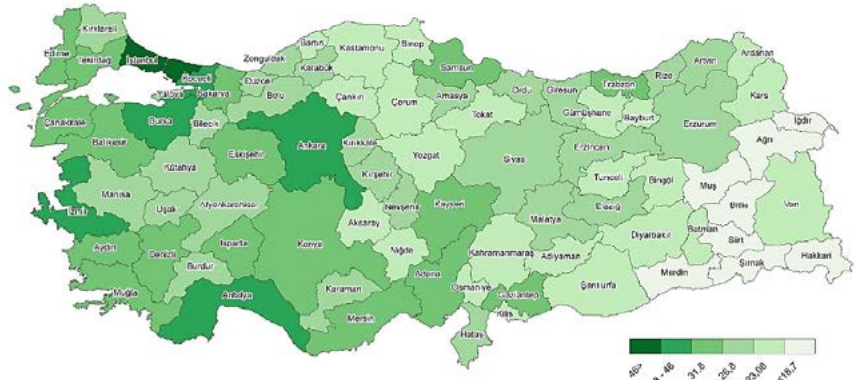 Kırklareli
Edirne
Tekirdağ
İstanbul
Kocaeli
Yalova
Sakarya
Düzce
Zonguldak
Bartın
Karabük
Kastamonu
Sinop
Samsun
Bolu
Çankırı
Çorum
Amasya
Ordu
Giresun
Trabzon
Rize
Artvin
Ardahan
Kars
Iğdır
Ağrı
Erzurum
Bayburt
Gümüşhane
Tokat
Çanakkale
Balıkesir
Bursa
Bilecik
Eskişehir
Ankara
Kırıkkale
Yozgat
Sivas
Erzincan
Tunceli
Bingöl
Muş
Bitlis
Van
Kütahya
Manisa
İzmir
Uşak
Afyonkarahisar
Kırşehir
Nevşehir
Kayseri
Malatya
Elazığ
Diyarbakır
Batman
Siirt
Hakkari
Şırnak
Mardin
Aydın
Denizli
Isparta
Burdur
Konya
Aksaray
Niğde
Kahramanmaraş
Adıyaman
Şanlıurfa
Muğla
Antalya
Karaman
Mersin
Adana
Osmaniye
Gaziantep
Kilis
Hatay
31,8
26,8
23,08
≤18,7